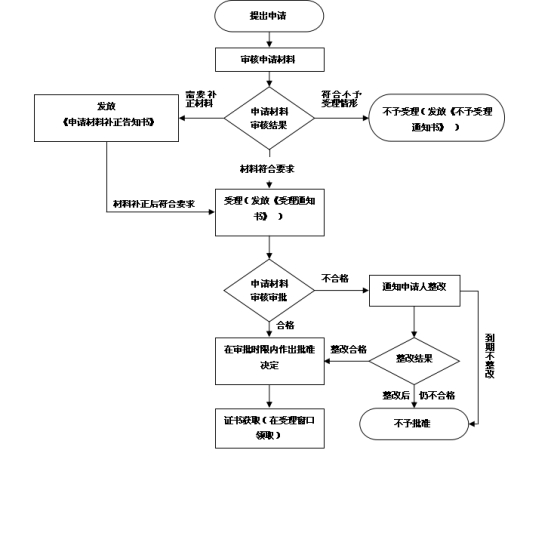 提出申请
审核申请材料
需要 补
正材料
符合不予
受理情形
发放
《申请材料补正告知书》
申请材料
审核结果
不予受理（发放《不予受理
通知书》 ）
材料符合要求
受理（发放《受理通知
书》 ）
材料补正后符合要求
申请材料
审核审批
不合格
通知申请人整改
合格
在审批时限内作出批准
决定
整改合格
整改结果
到期不整改
整改后 仍不合格
证书获取（在受理窗口
领取）
不予批准